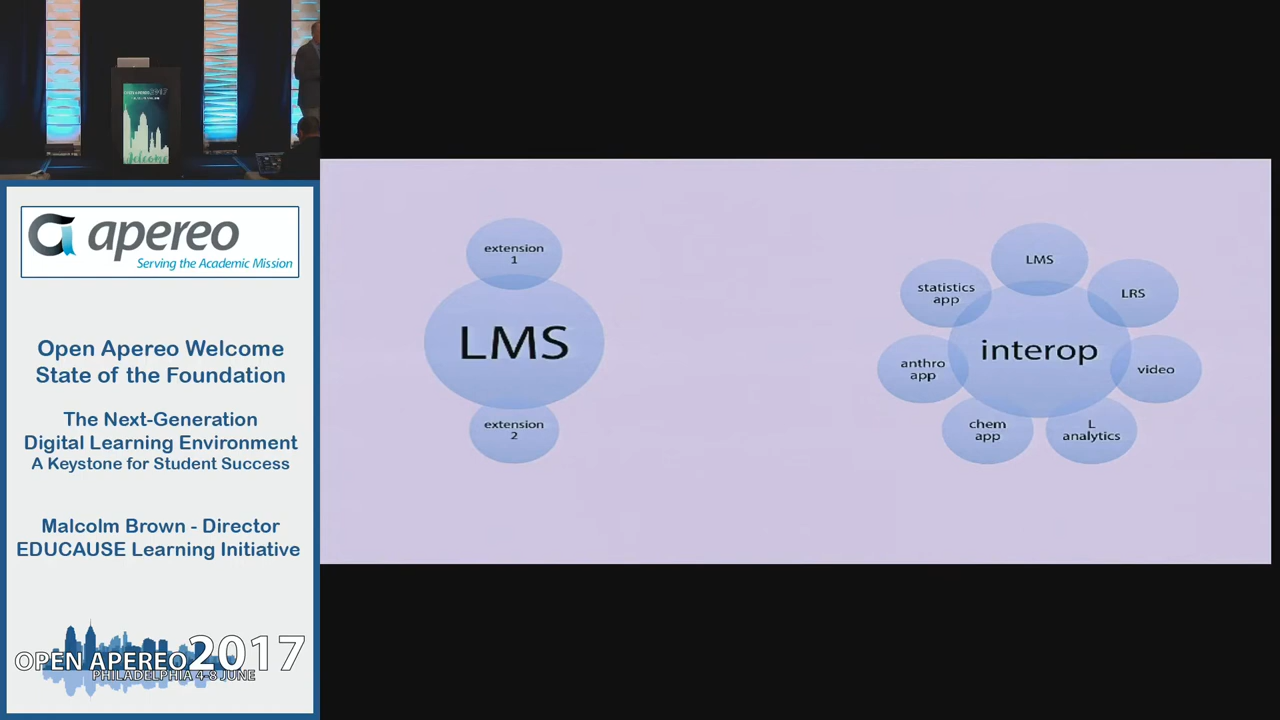 Welcome
apereo
Serving the Academic Mission
Open Apereo Welcome
State of the Foundation
The Next-Generation
Digital Learning Environment
A Keystone for Student Success
Malcolm Brown - Director
EDUCAUSE Learning Initiative
OPEN APEREO 2017
PHILADELPHIA 4-8 JUNE
extension
1
LMS
extension
2
LMS
statistics
app
LRS
interop
anthro
app
video
chem
app
L
analytics